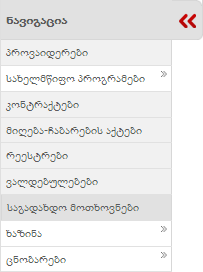 ნავიგაცია «
პროვაიდერები
სახელმწიფო პროგრამები »
კონტრაქტები
მიღება-ჩაბარების აქტები
რეესტრები
ვალდებულებები
საგადახდო მოთხოვნები
ხაზინა »
ცნობარები »